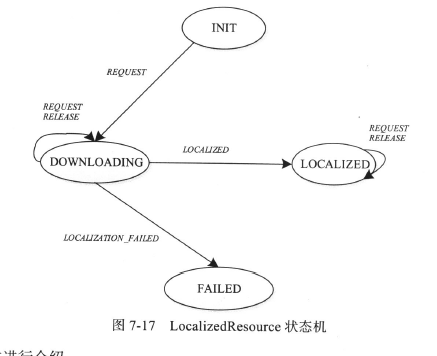 INIT
REQUEST
REQUEST
RELEASE
DOWNLOADING
LOCALIZED
REQUEST
RELEASE
LOCALIZED
LOCALIZATION_FAILED
FAILED
图 7-17 LocalizedResource 状态机
进行介绍